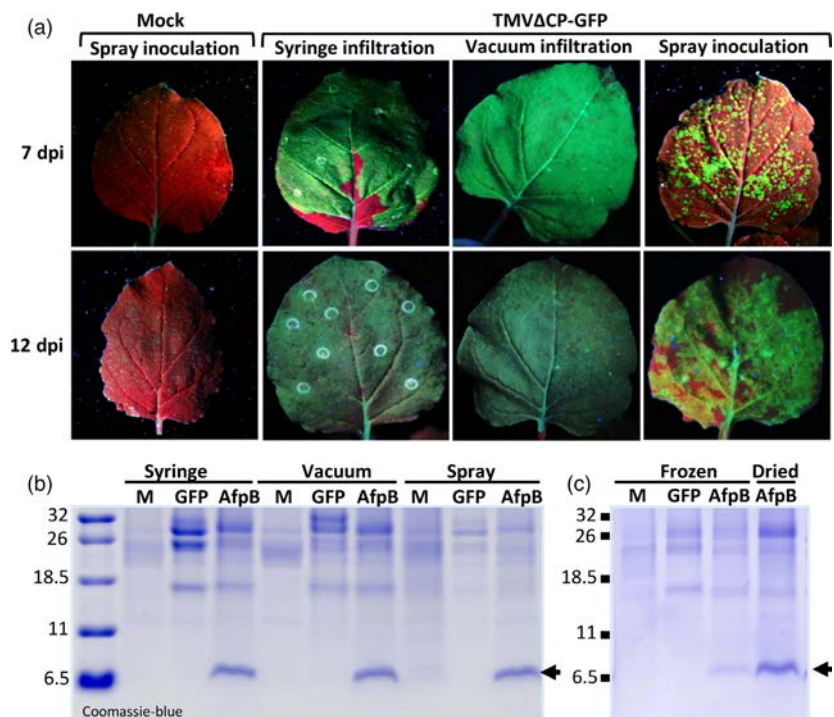 (a)
Mock
TMVΔCP-GFP
Spray inoculation
Syringe infiltration
Vacuum infiltration
Spray inoculation
7 dpi
12 dpi
(b)
Syringe
Vacuum
Spray
M GFP AfpB M GFP AfpB M GFP AfpB
32
26
18.5
11
6.5
Coomassie-blue
(c)
Frozen
Dried
M GFP AfpB AfpB
32
26
18.5
11
6.5